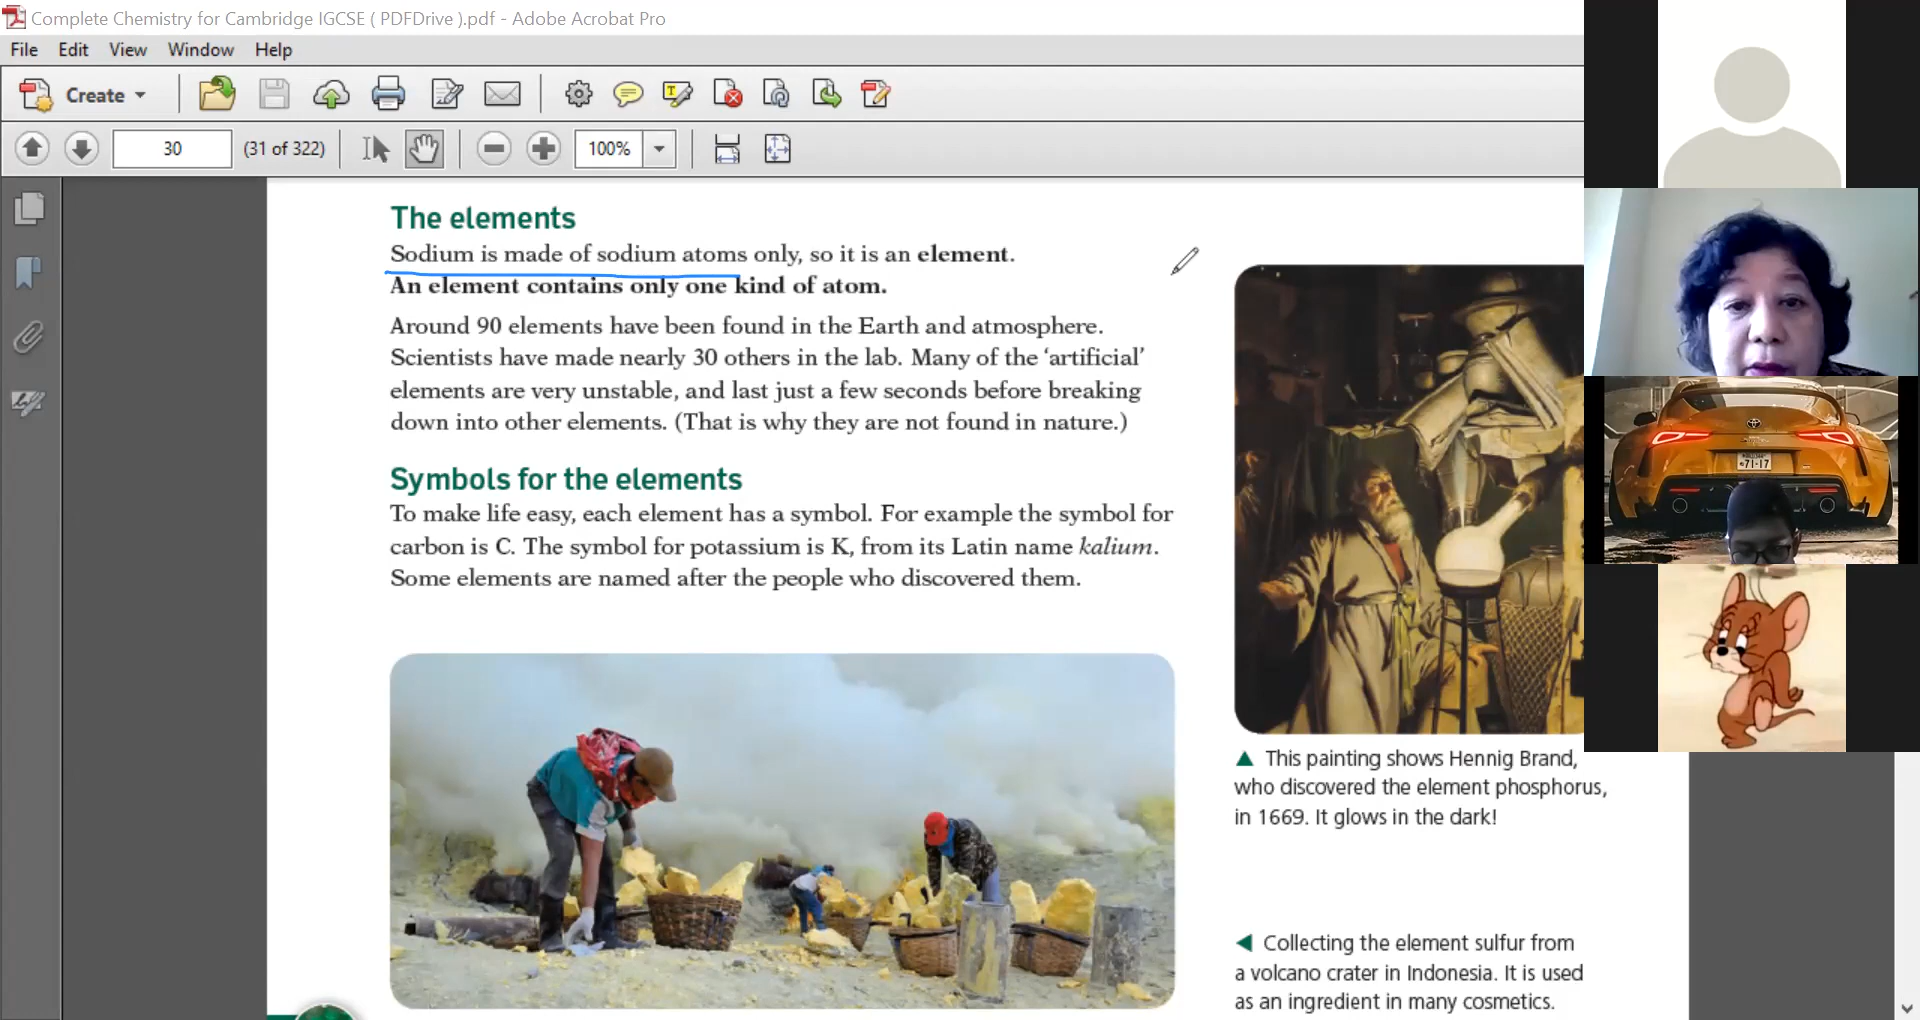 Complete Chemistry for Cambridge IGCSE ( PDFDrive ).pdf - Adobe Acrobat Pro
File Edit View Window Help
Create
30 (31 of 322) 100%
The elements
Sodium is made of sodium atoms only, so it is an element.
An element contains only one kind of atom.
Around 90 elements have been found in the Earth and atmosphere.
Scientists have made nearly 30 others in the lab. Many of the ‘artificial’
elements are very unstable, and last just a few seconds before breaking
down into other elements. (That is why they are not found in nature.)
Symbols for the elements
To make life easy, each element has a symbol. For example the symbol for
carbon is C. The symbol for potassium is K, from its Latin name kalium.
Some elements are named after the people who discovered them.
This painting shows Hennig Brand,
who discovered the element phosphorus,
in 1669. It glows in the dark!
Collecting the element sulfur from
a volcano crater in Indonesia. It is used
as an ingredient in many cosmetics.
71-17